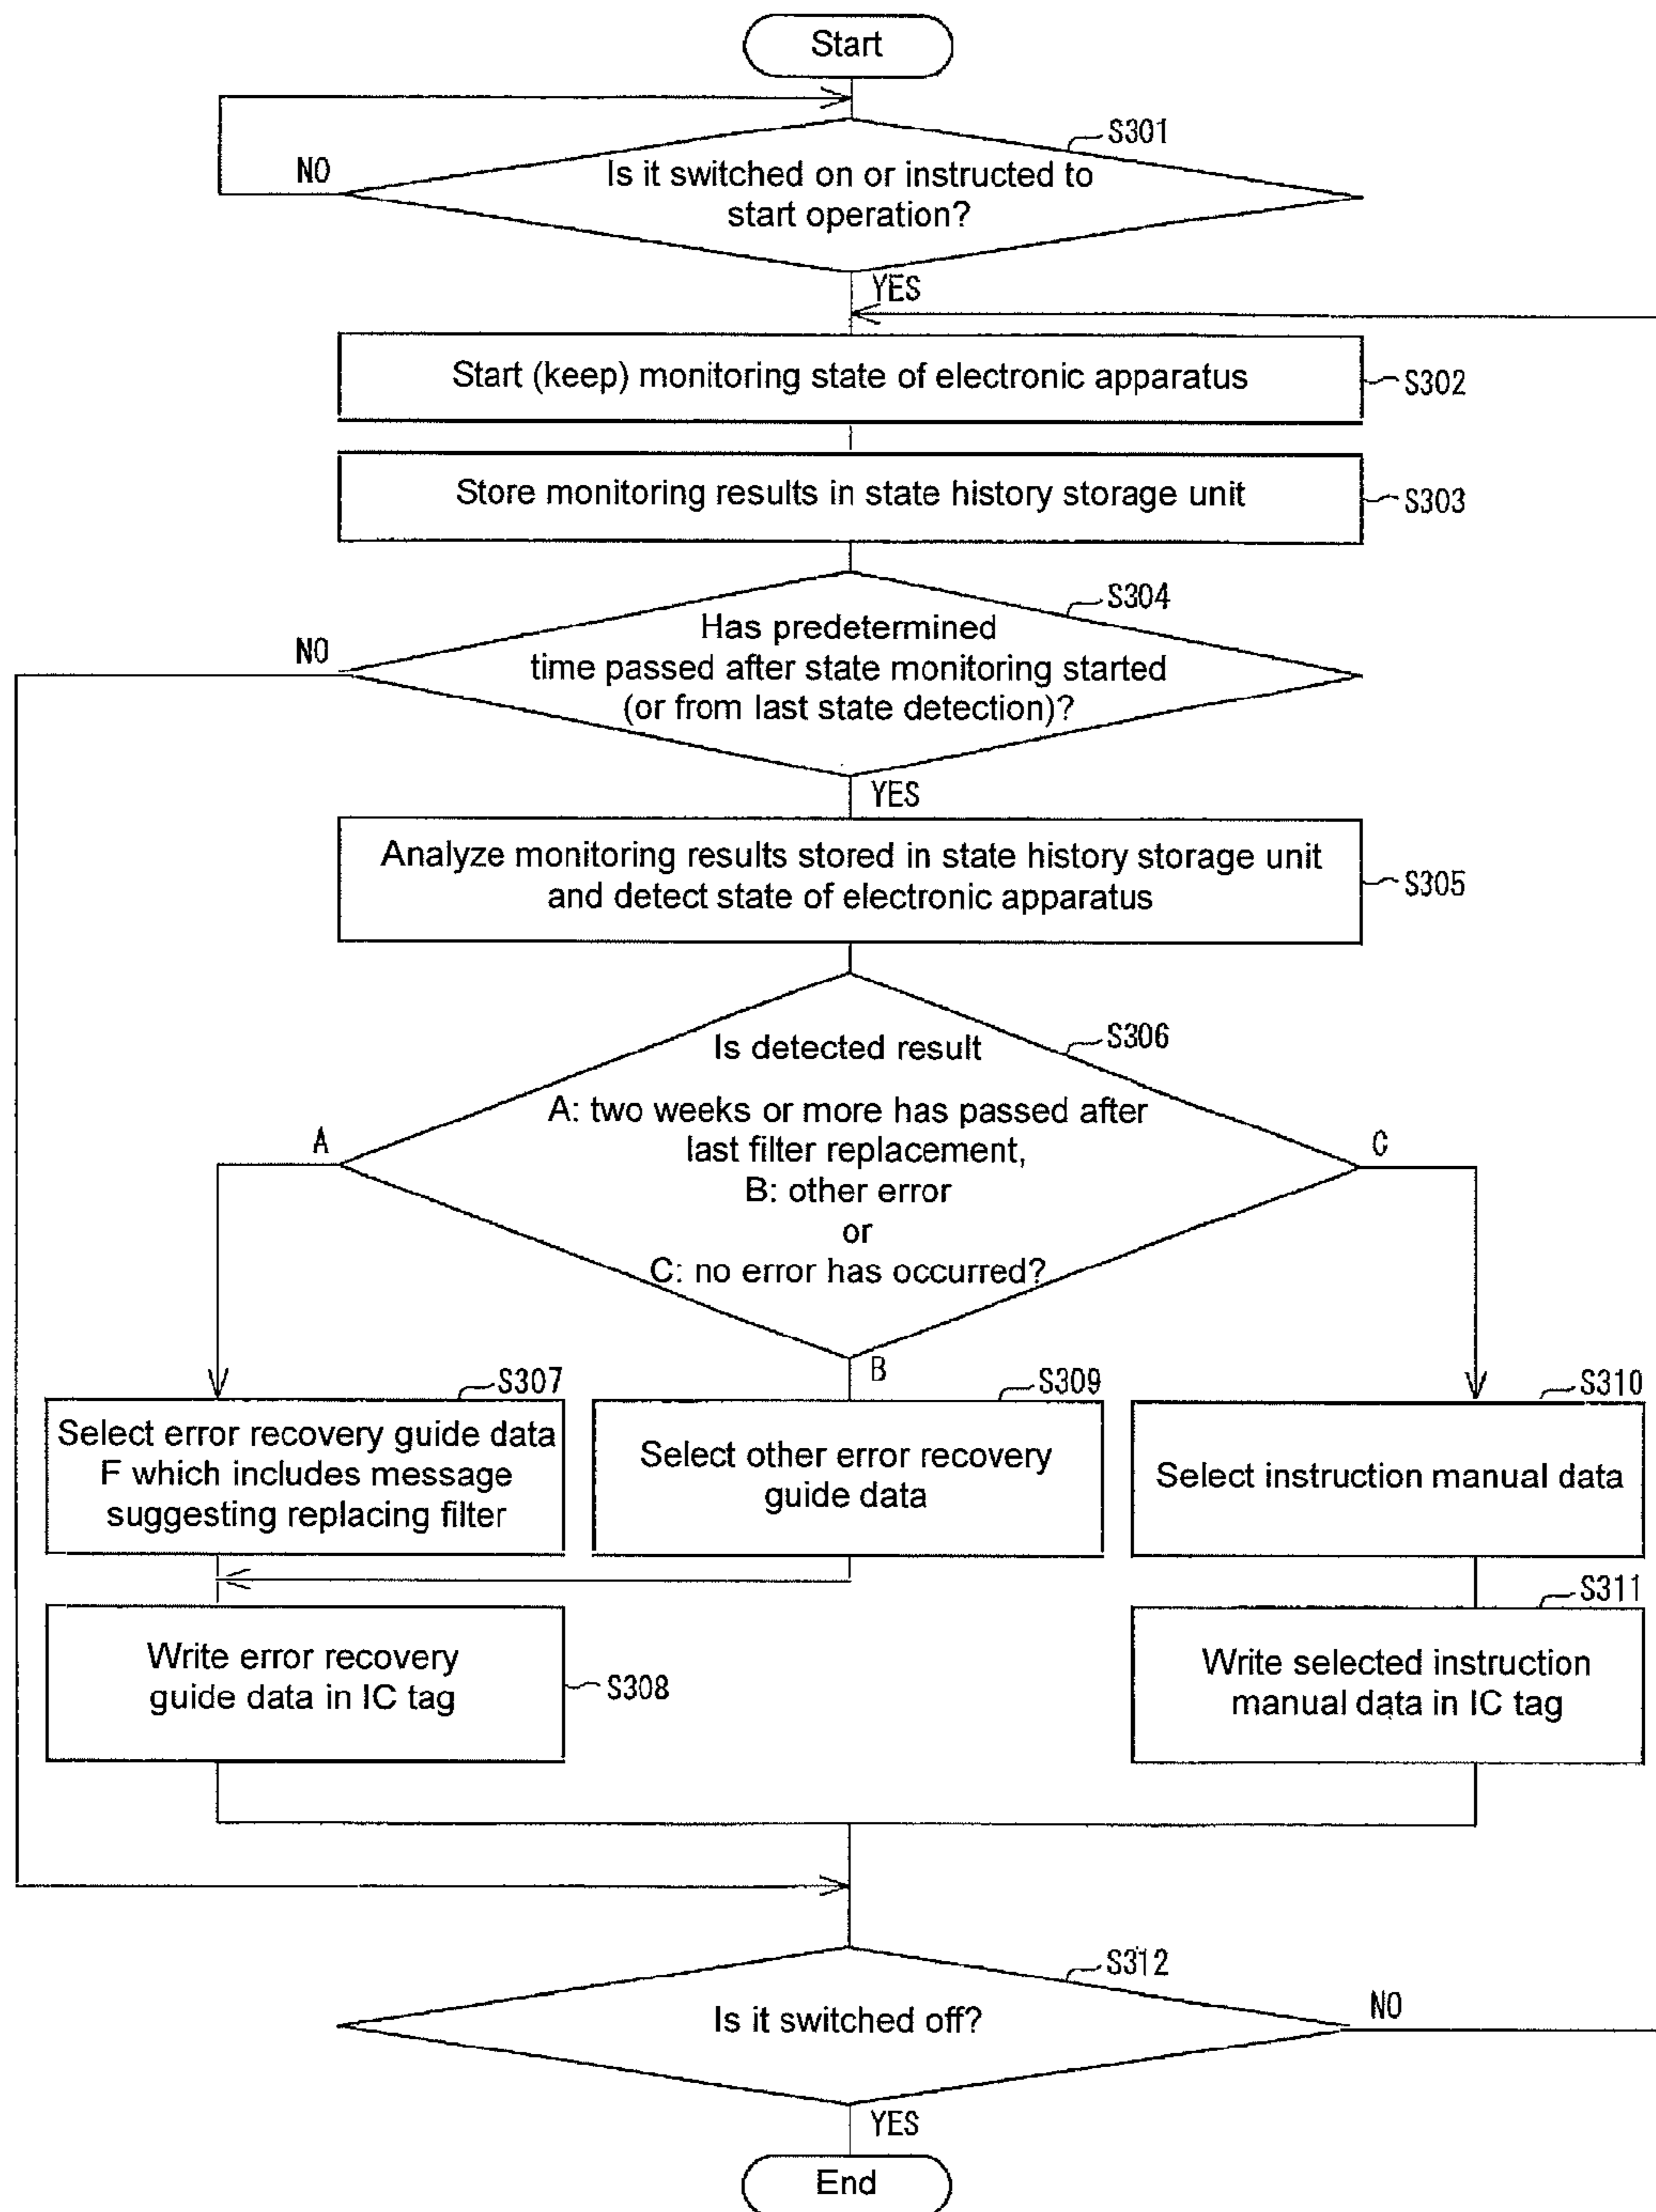 Start
S301
NO
Is it switched on or instructed to
start operation?
YES
Start (keep) monitoring state of electronic apparatus
S302
Store monitoring results in state history storage unit
S303
S304
NO
Has predetermined
time passed after state monitoring started
(or from last state detection)?
YES
Analyze monitoring results stored in state history storage unit
and detect state of electronic apparatus
S305
S306
Is detected result
A: two weeks or more has passed after
last filter replacement,
B: other error
or
C: no error has occurred?
A
C
B
S307
Select error recovery guide data
F which includes message
suggesting replacing filter
S309
Select other error recovery
guide data
S310
Select instruction manual data
Write error recovery
guide data in IC tag
S308
S311
Write selected instruction
manual data in IC tag
S312
Is it switched off?
NO
YES
End